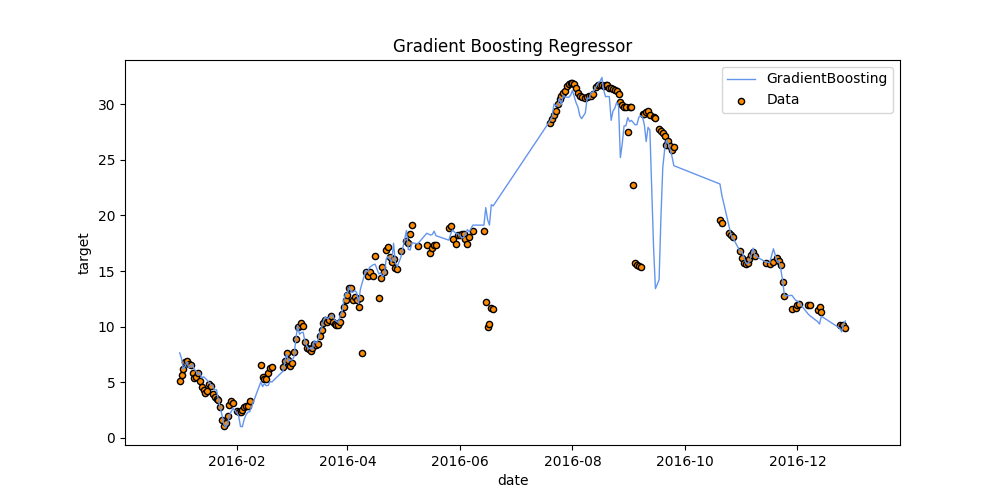 Gradient Boosting Regressor
GradientBoosting
Data
target
30
25
20
15
10
5
0
2016-02
2016-04
2016-06
2016-08
2016-10
2016-12
date